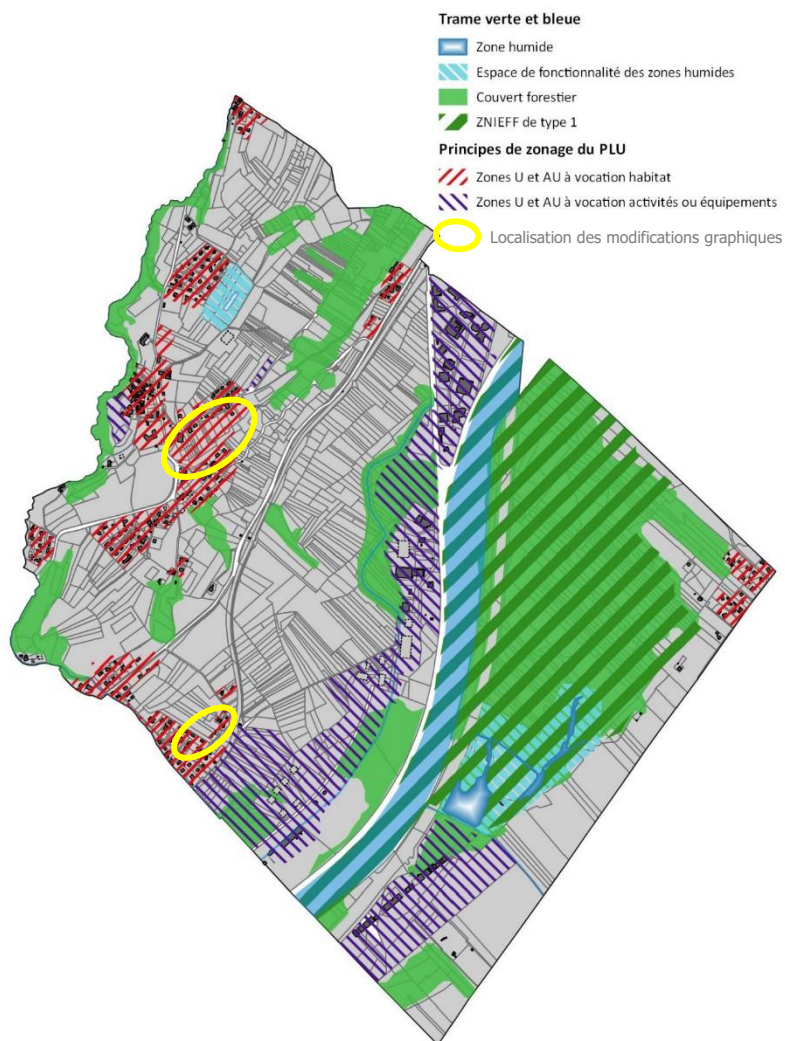 Trame verte et bleue
Zone humide
Espace de fonctionnalité des zones humides
Couvert forestier
ZNIEFF de type 1
Principes de zonage du PLU
Zones U et AU à vocation habitat
Zones U et AU à vocation activités ou équipements
Localisation des modifications graphiques